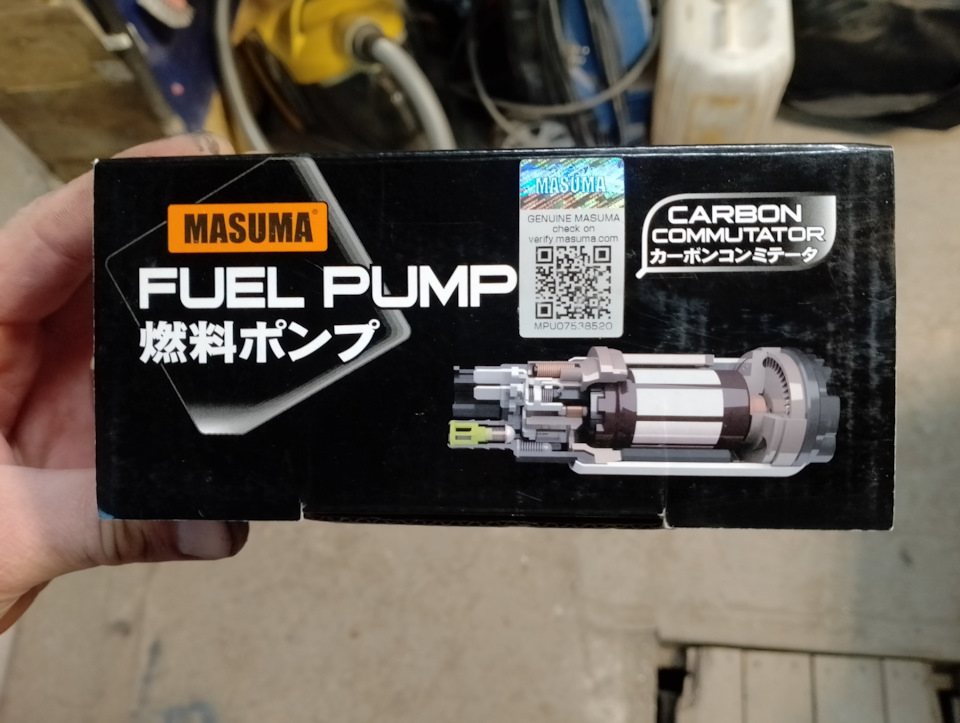 MASUMA®
FUEL PUMP
燃料ポンプ
MASUMA
GENUINE MASUMA
check on
verify.masuma.com
MPU07538520
CARBON
COMMUTATOR
カーボンコンミテータ